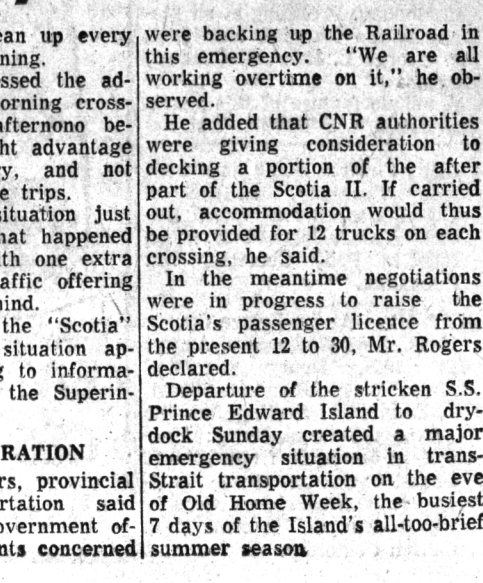 ean up every
ning.
essed the ad-
orning cross-
afternono be-
ht advantage
y, and not
e trips.
situation just
hat happened
th one extra
affic offering
ind.
the "Scotia"
situation ap-
g to informa-
the Superin-
RATION
rs, provincial
rtation said
overnment of-
nts concerned
were backing up the Railroad in
this emergency. "We are all
working overtime on it," he ob-
served.
He added that CNR authorities
were giving consideration to
decking a portion of the after
part of the Scotia II. If carried
out, accommodation would thus
be provided for 12 trucks on each
crossing, he said.
In the meantime negotiations
were in progress to raise the
Scotia's passenger licence from
the present 12 to 30, Mr. Rogers
declared.
Departure of the stricken S.S.
Prince Edward Island to dry-
dock Sunday created a major
emergency situation in trans-
Strait transportation on the eve
of Old Home Week, the busiest
7 days of the Island's all-too-brief
summer season